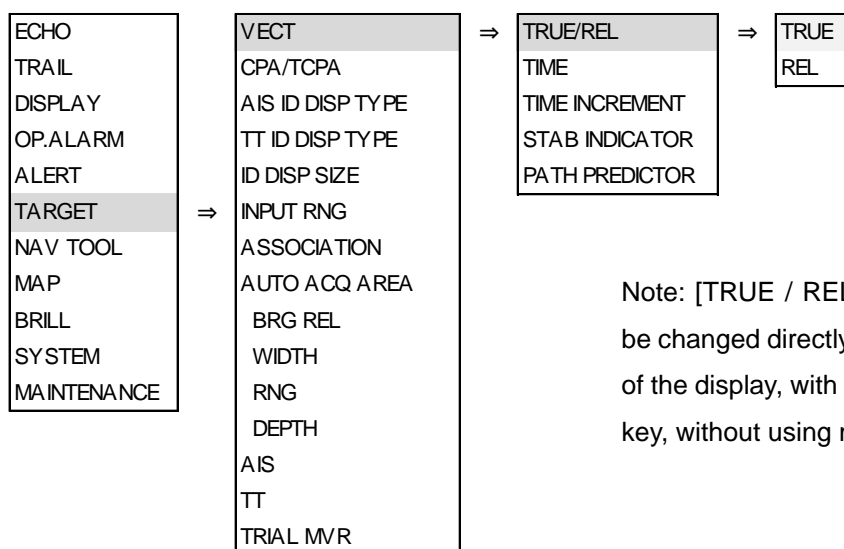 ECHO
TRAIL
DISPLAY
OP.ALARM
ALERT
TARGET
⇒
NAV TOOL
MAP
BRILL
SYSTEM
MAINTENANCE
VECT
⇒
CPA/TCPA
AIS ID DISP TYPE
TT ID DISP TYPE
ID DISP SIZE
INPUT RNG
ASSOCIATION
AUTO ACQ AREA
BRG REL
WIDTH
RNG
DEPTH
AIS
TT
TRIAL MVR
TRUE/REL
⇒
TIME
TIME INCREMENT
STAB INDICATOR
PATH PREDICTOR
TRUE
REL
Note: [TRUE / REL
be changed directly
of the display, with
key, without using